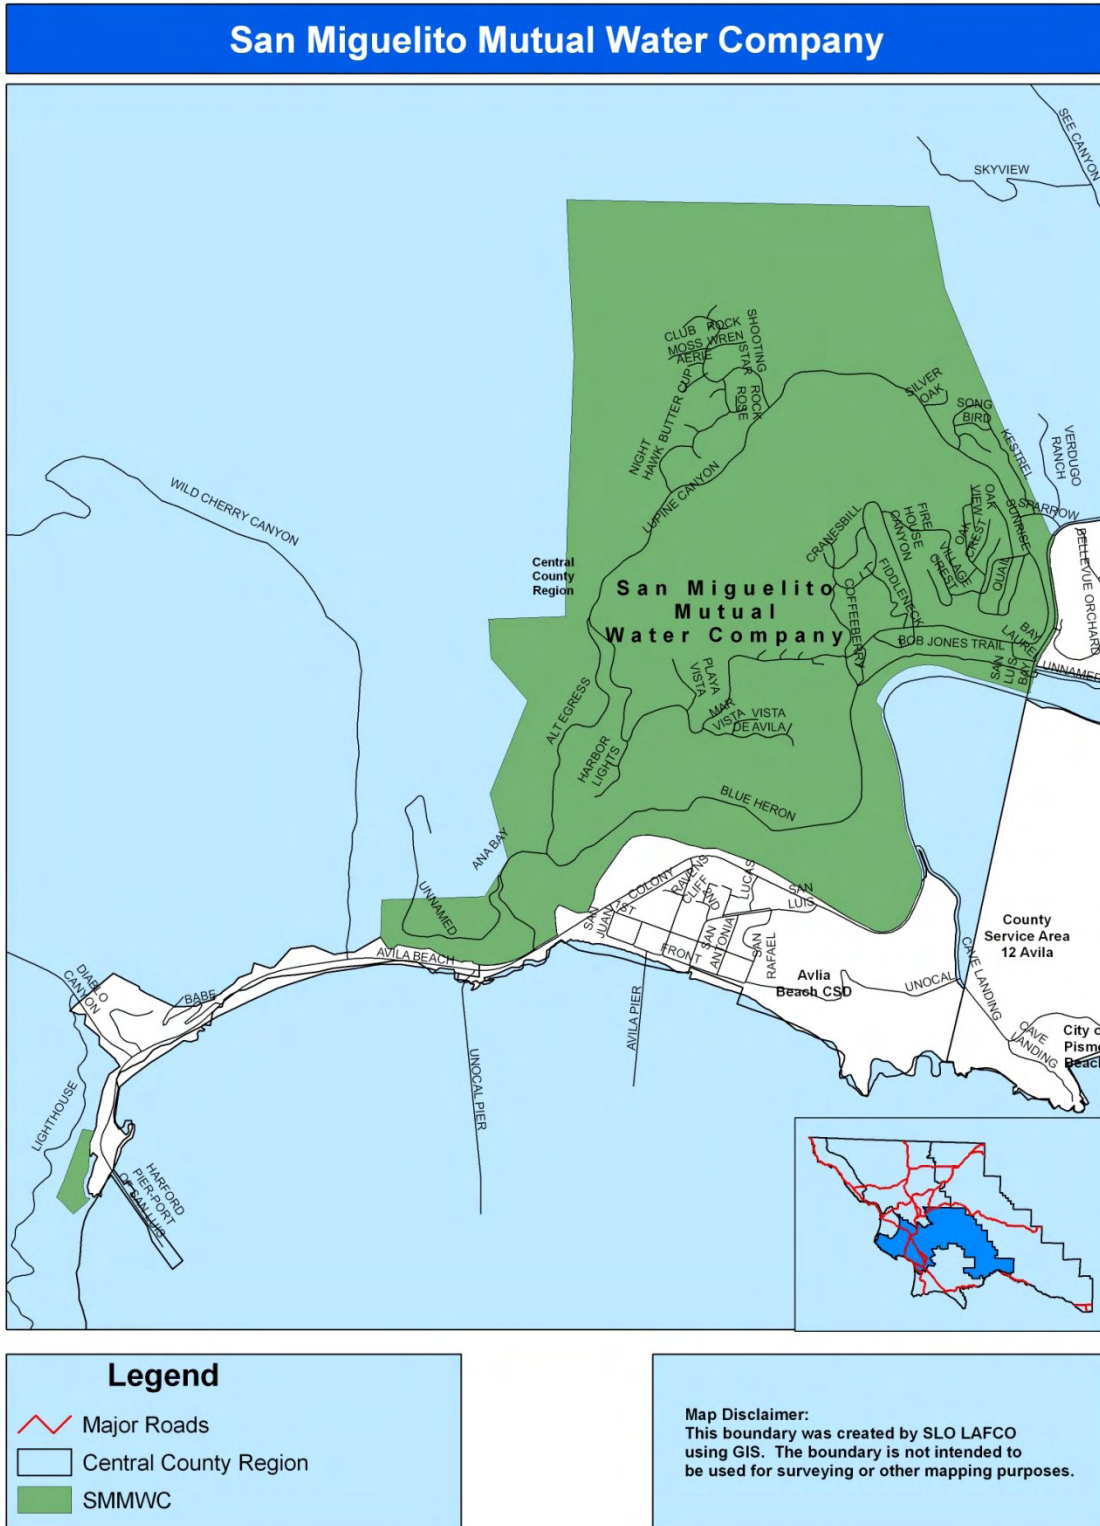 San Miguelito Mutual Water Company
SEE CANYON
SKYVIEW
CLUB ROCK
MOSS WREN
AERIE
SHOOTING
STAR
ROCK
ROSE
BUTTER CUP
NIGHT
HAWK
LUPINE CANYON
SILVER
OAK
SONG
BIRD
KESTREL
VERDUGO
RANCH
SPARROW
SUNRISE
BELLEVUE ORCHARD
WILD CHERRY CANYON
CRANESBILL
FIRE
HOUSE
CANYON
OAK
VIEW
OAK
CREST
VILLAGE
CREST
QUAIL
FIDDLENECK
COFFEEBERRY
Central
County
Region
San Miguelito
Mutual
Water Company
BOB JONES TRAIL
BAY
LAUREL
SAN
LUIS
BAY
UNNAMED
PLAYA
VISTA
MAR
VISTA
VISTA
DE AVILA
ALT EGRESS
HARBOR
LIGHTS
BLUE HERON
ANA BAY
UNNAMED
COLONY
RAVENS
CLIFF
2ND
LUCAS
SAN
LUIS
SAN
JUAN
1ST
FRONT
SAN
ANTONIA
SAN
RAFAEL
AVILA BEACH
DIABLO
CANYON
BABE
Avlia
Beach CSD
UNOCAL
CAVE LANDING
County
Service Area
12 Avila
CAVE
LANDING
City o
Pismo
Beach
AVILA PIER
UNOCAL PIER
LIGHTHOUSE
HARFORD
PIER-PORT
OF SAN LUIS
Legend
Major Roads
Central County Region
SMMWC
Map Disclaimer:
This boundary was created by SLO LAFCO
using GIS. The boundary is not intended to
be used for surveying or other mapping purposes.